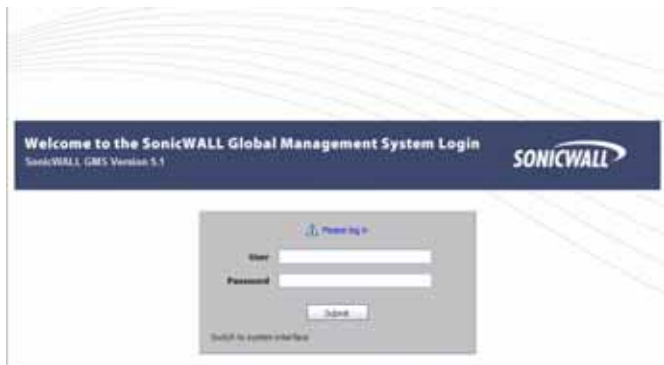 Welcome to the SonicWALL Global Management System Login
SonicWALL GMS Version 5.1
SONICWALL
Please log in
User
Password
Submit
Switch to system interface